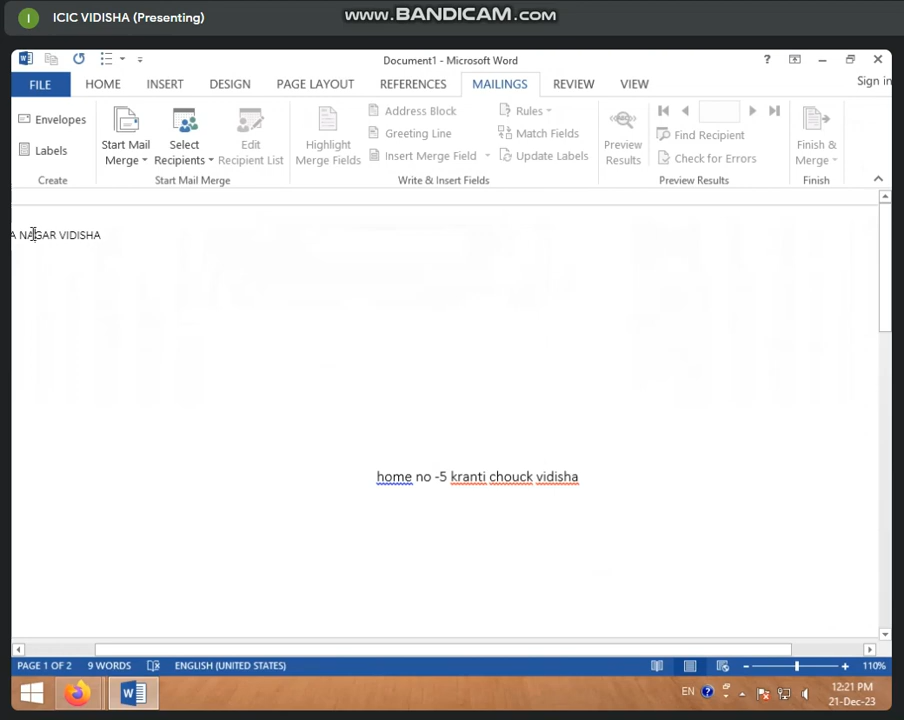 I ICIC VIDISHA (Presenting)
www.BANDICAM.com
Document1 - Microsoft Word
?
FILE HOME INSERT DESIGN PAGE LAYOUT REFERENCES MAILINGS REVIEW VIEW Sign in
Envelopes
Labels
Create
Start Mail Merge
Select Recipients
Edit Recipient List
Start Mail Merge
Highlight Merge Fields
Address Block
Greeting Line
Insert Merge Field
Rules
Match Fields
Update Labels
Write & Insert Fields
ABC
Preview Results
Find Recipient
Check for Errors
Preview Results
Finish & Merge
Finish
A NAGAR VIDISHA
home no -5 kranti chouck vidisha
PAGE 1 OF 2 9 WORDS ENGLISH (UNITED STATES) 110%
EN ? 12:21 PM
21-Dec-23